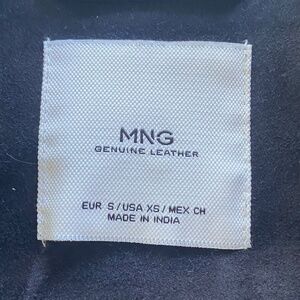 MNG
GENUINE LEATHER
EUR S / USA XS / MEX CH
MADE IN INDIA